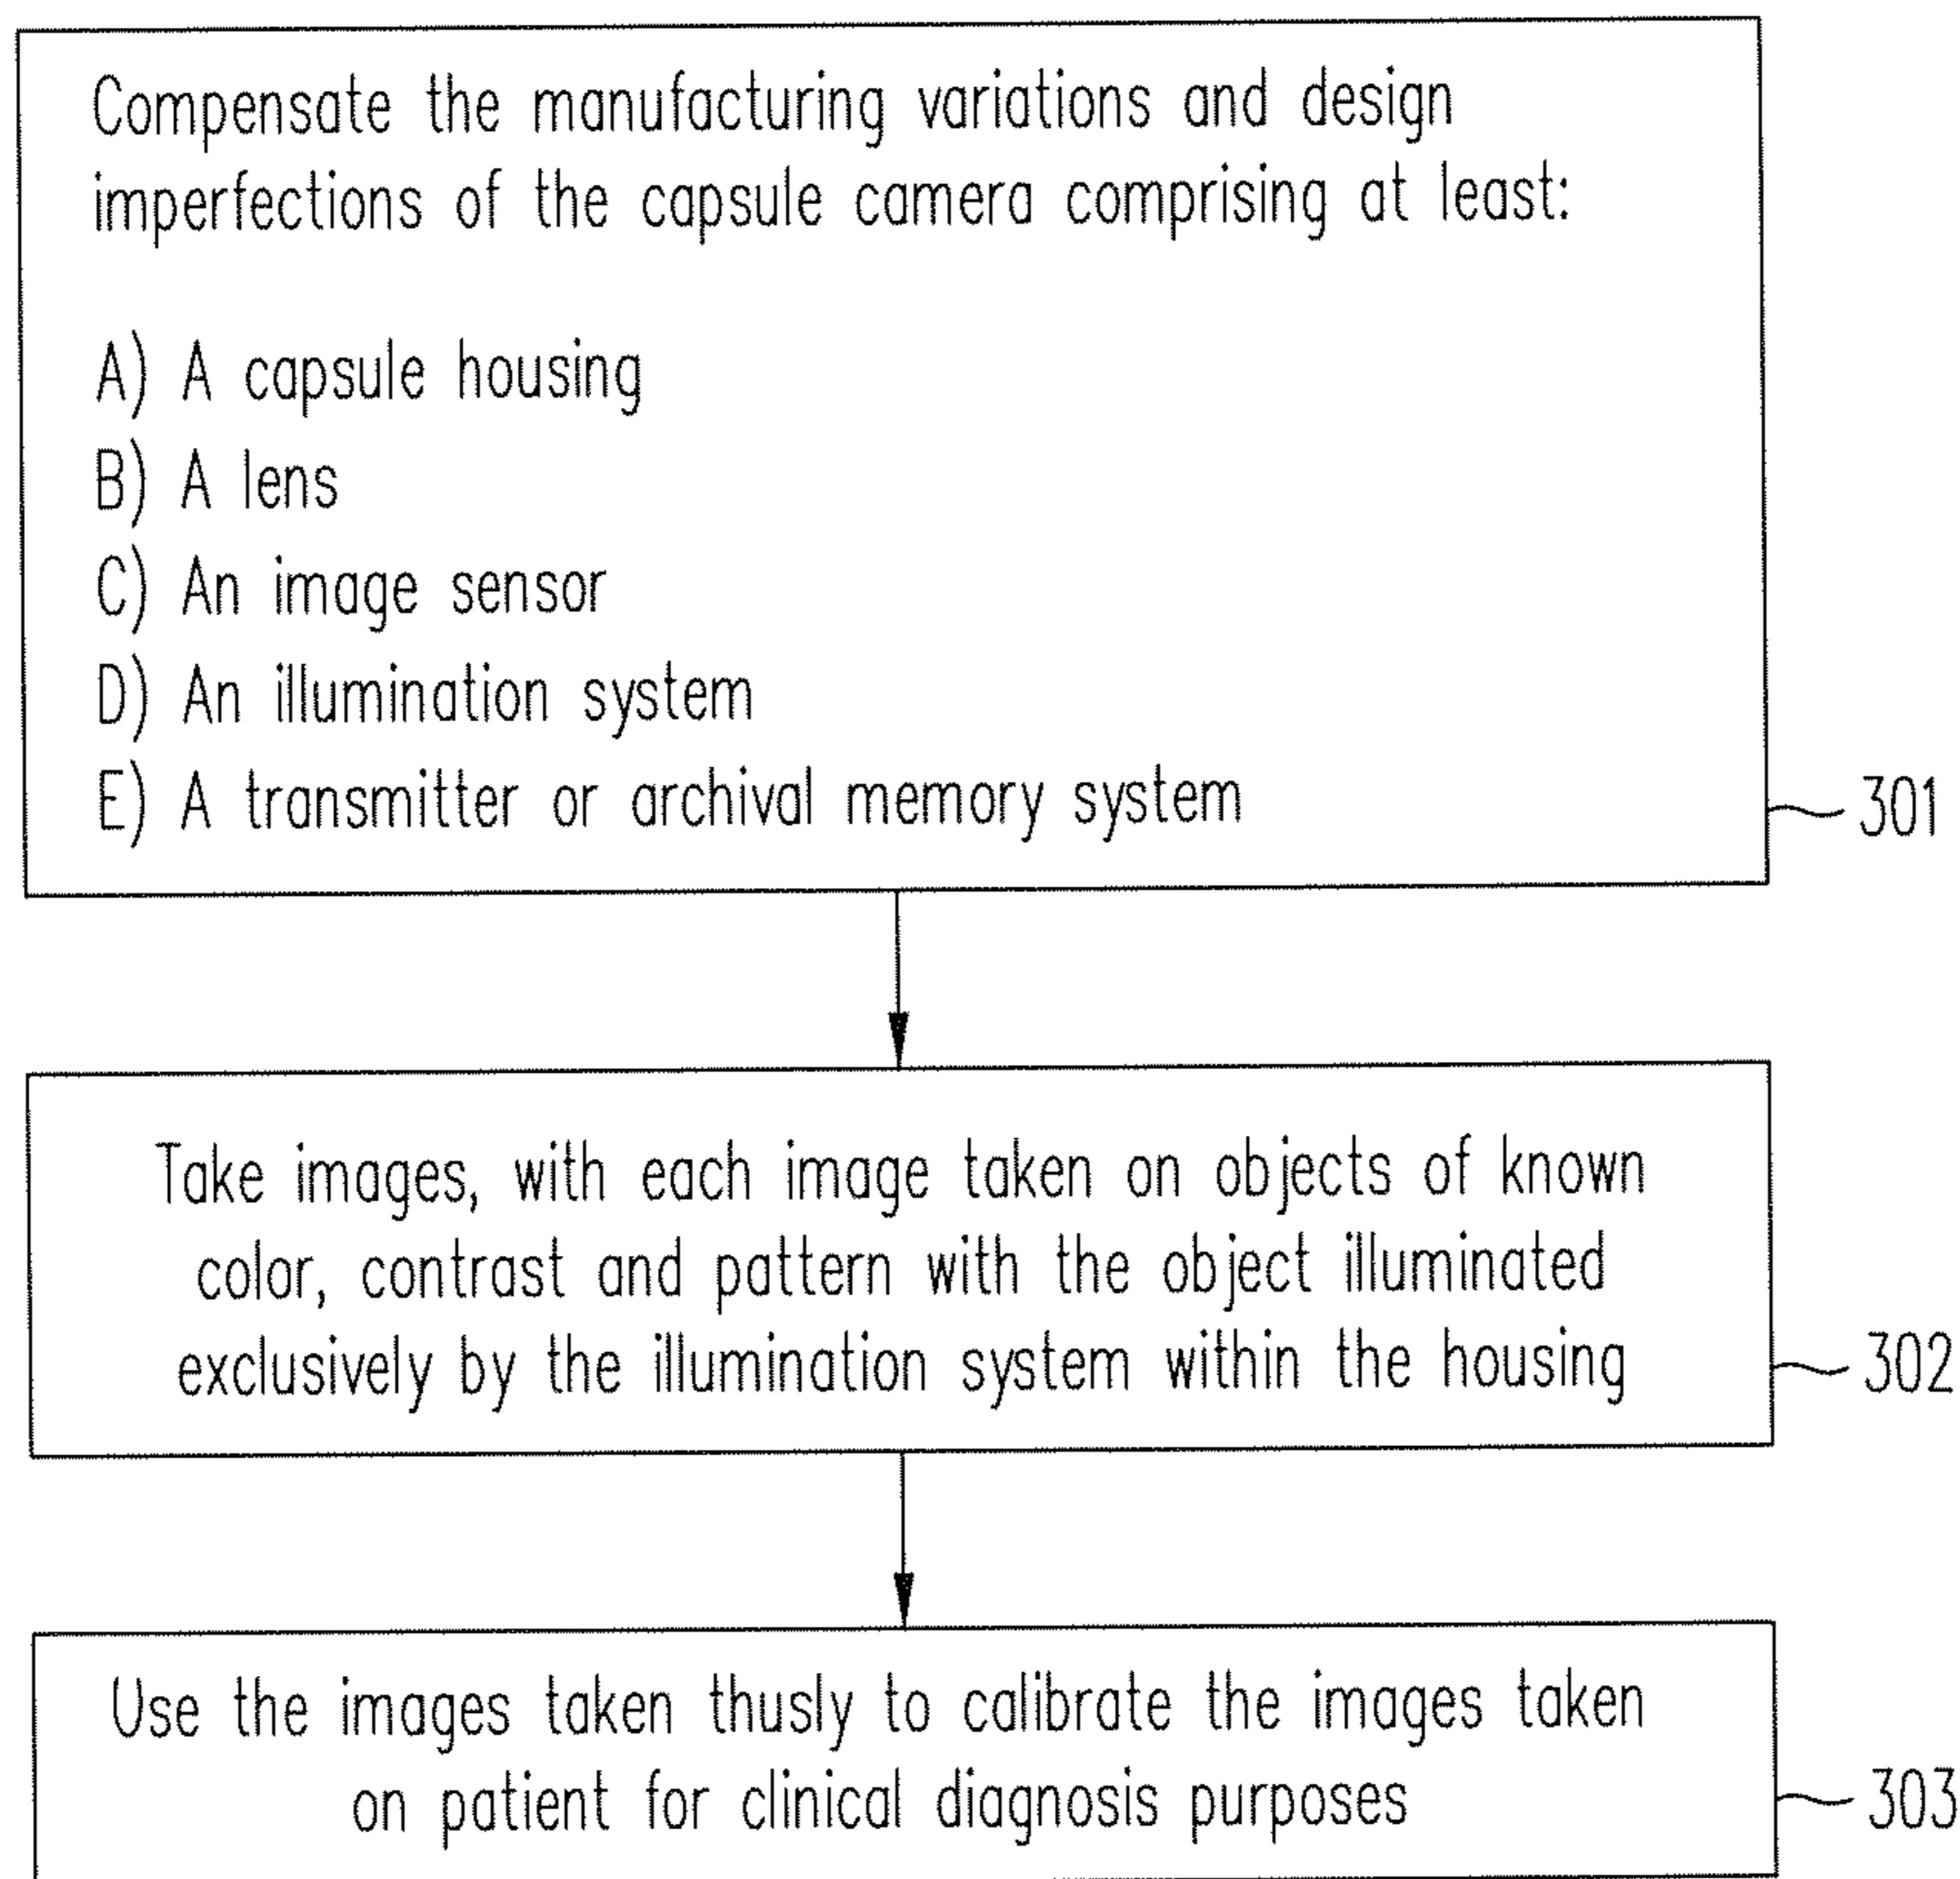 Compensate the manufacturing variations and design
imperfections of the capsule camera comprising at least:
A) A capsule housing
B) A lens
C) An image sensor
D) An illumination system
E) A transmitter or archival memory system
301
Take images, with each image taken on objects of known
color, contrast and pattern with the object illuminated
exclusively by the illumination system within the housing
302
Use the images taken thusly to calibrate the images taken
on patient for clinical diagnosis purposes
303